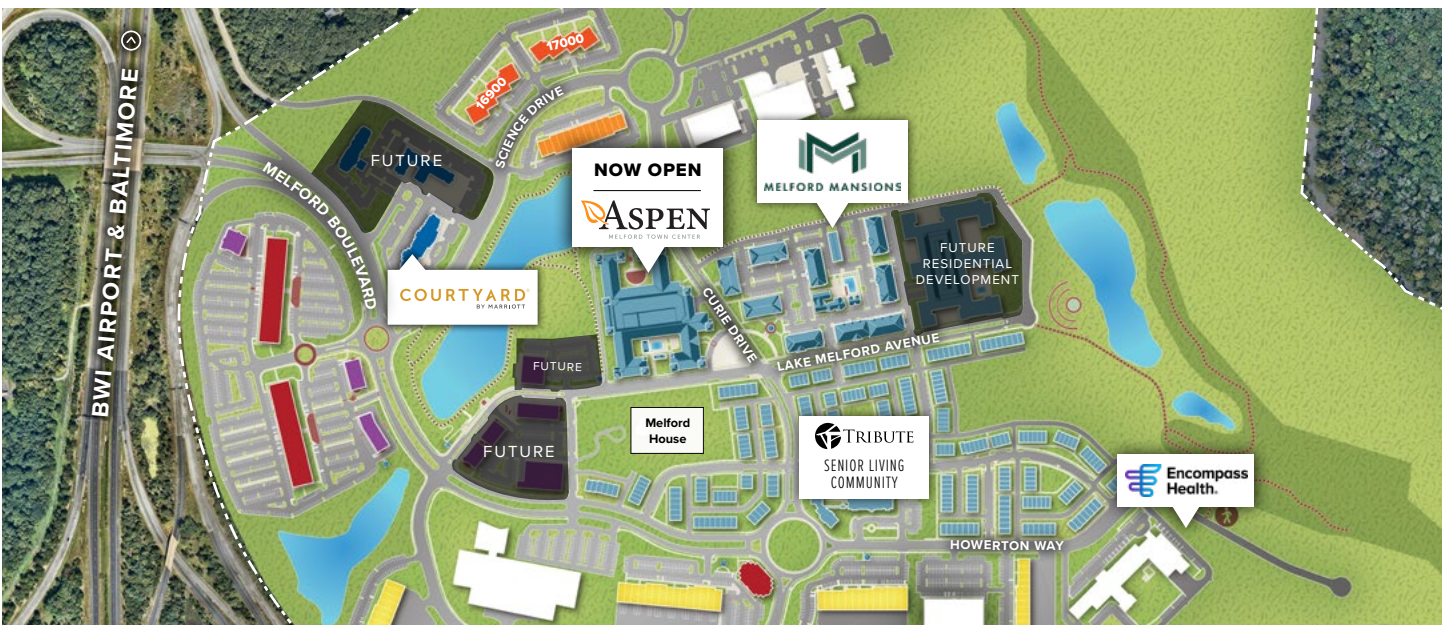 17000
16900
SCIENCE DRIVE
BWI AIRPORT & BALTIMORE
FUTURE
MELFORD BOULEVARD
NOW OPEN
ASPEN
MELFORD TOWN CENTER
MELFORD MANSIONS
COURTYARD
BY MARRIOTT
FUTURE
RESIDENTIAL
DEVELOPMENT
CURIE DRIVE
LAKE MELFORD AVENUE
FUTURE
Melford
House
FUTURE
TRIBUTE
SENIOR LIVING
COMMUNITY
Encompass
Health.
HOWERTON WAY